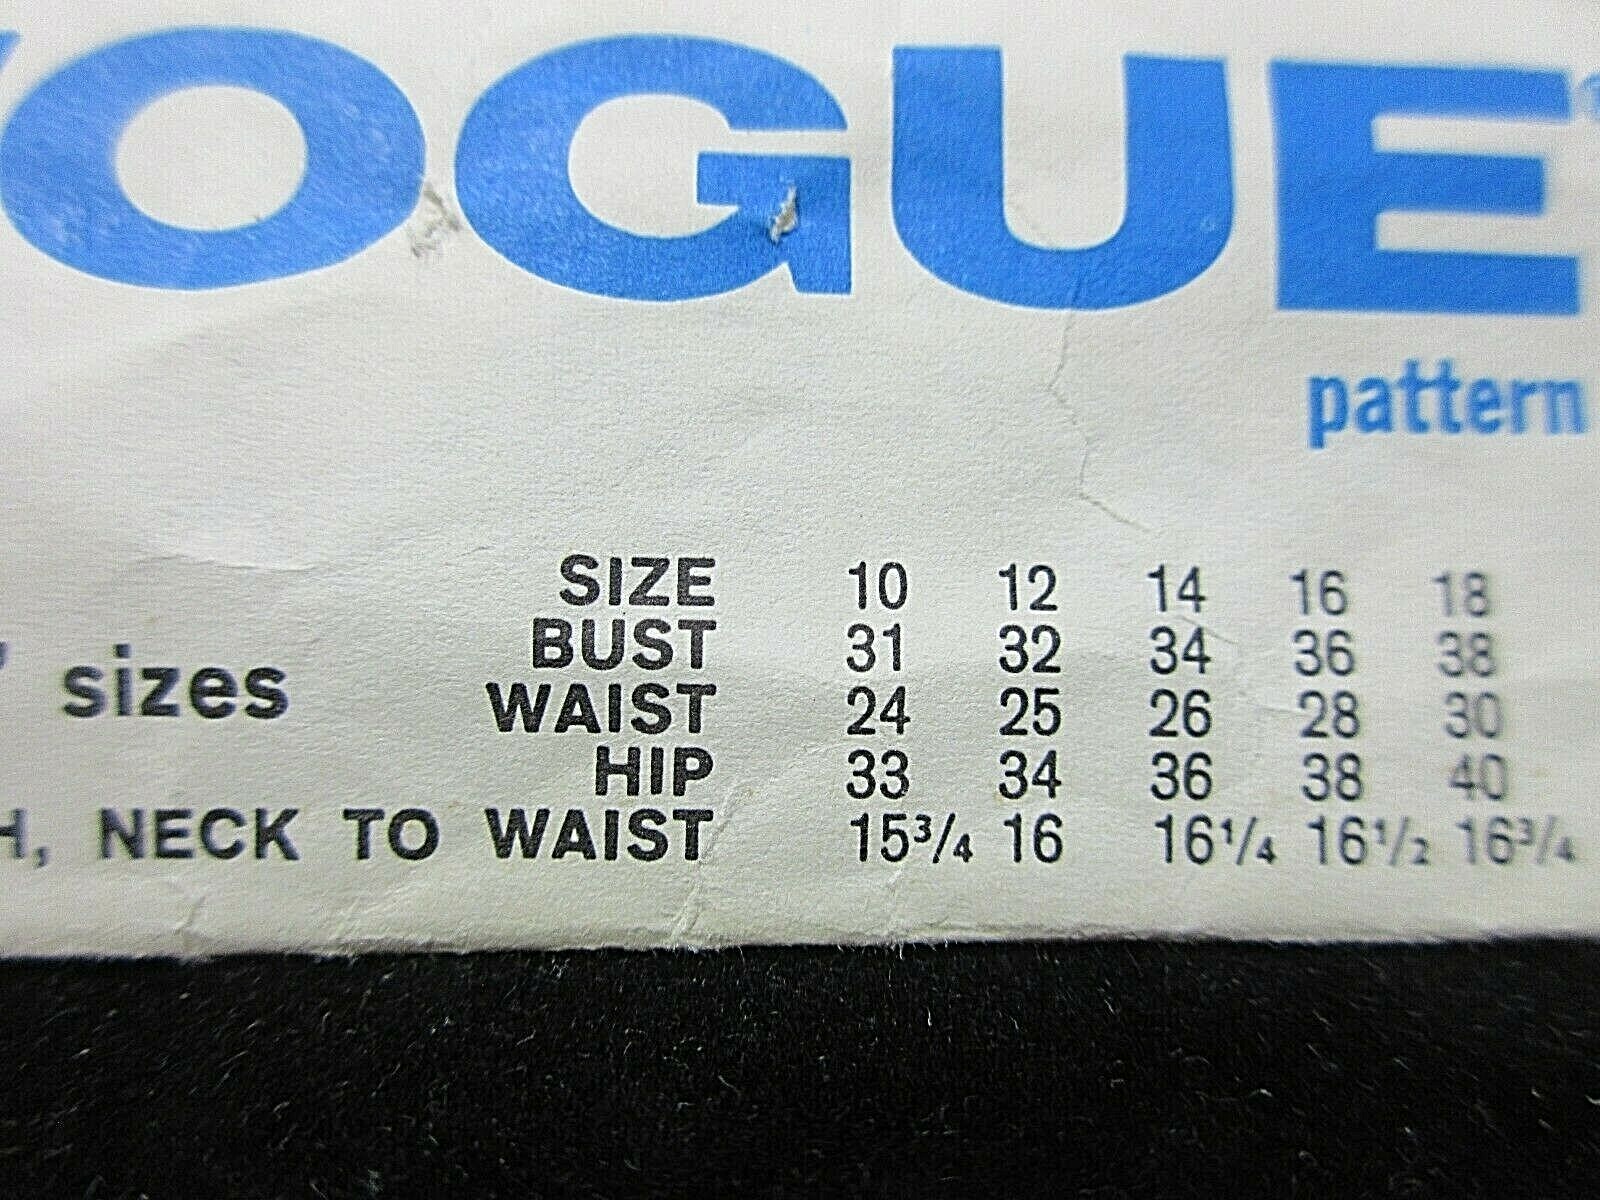 VOGUE
pattern
SIZE 10 12 14 16 18
BUST 31 32 34 36 38
sizes WAIST 24 25 26 28 30
HIP 33 34 36 38 40
H, NECK TO WAIST 15¾ 16 16¼ 16½ 16¾